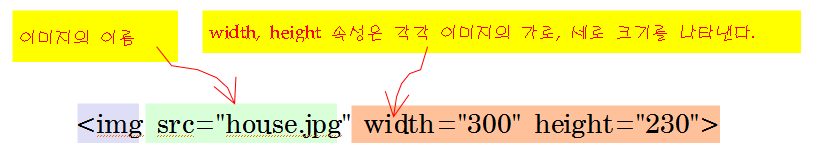 이미지의 이름
width, height 속성은 각각 이미지의 가로, 세로 크기를 나타낸다.
<img src="house.jpg" width="300" height="230">